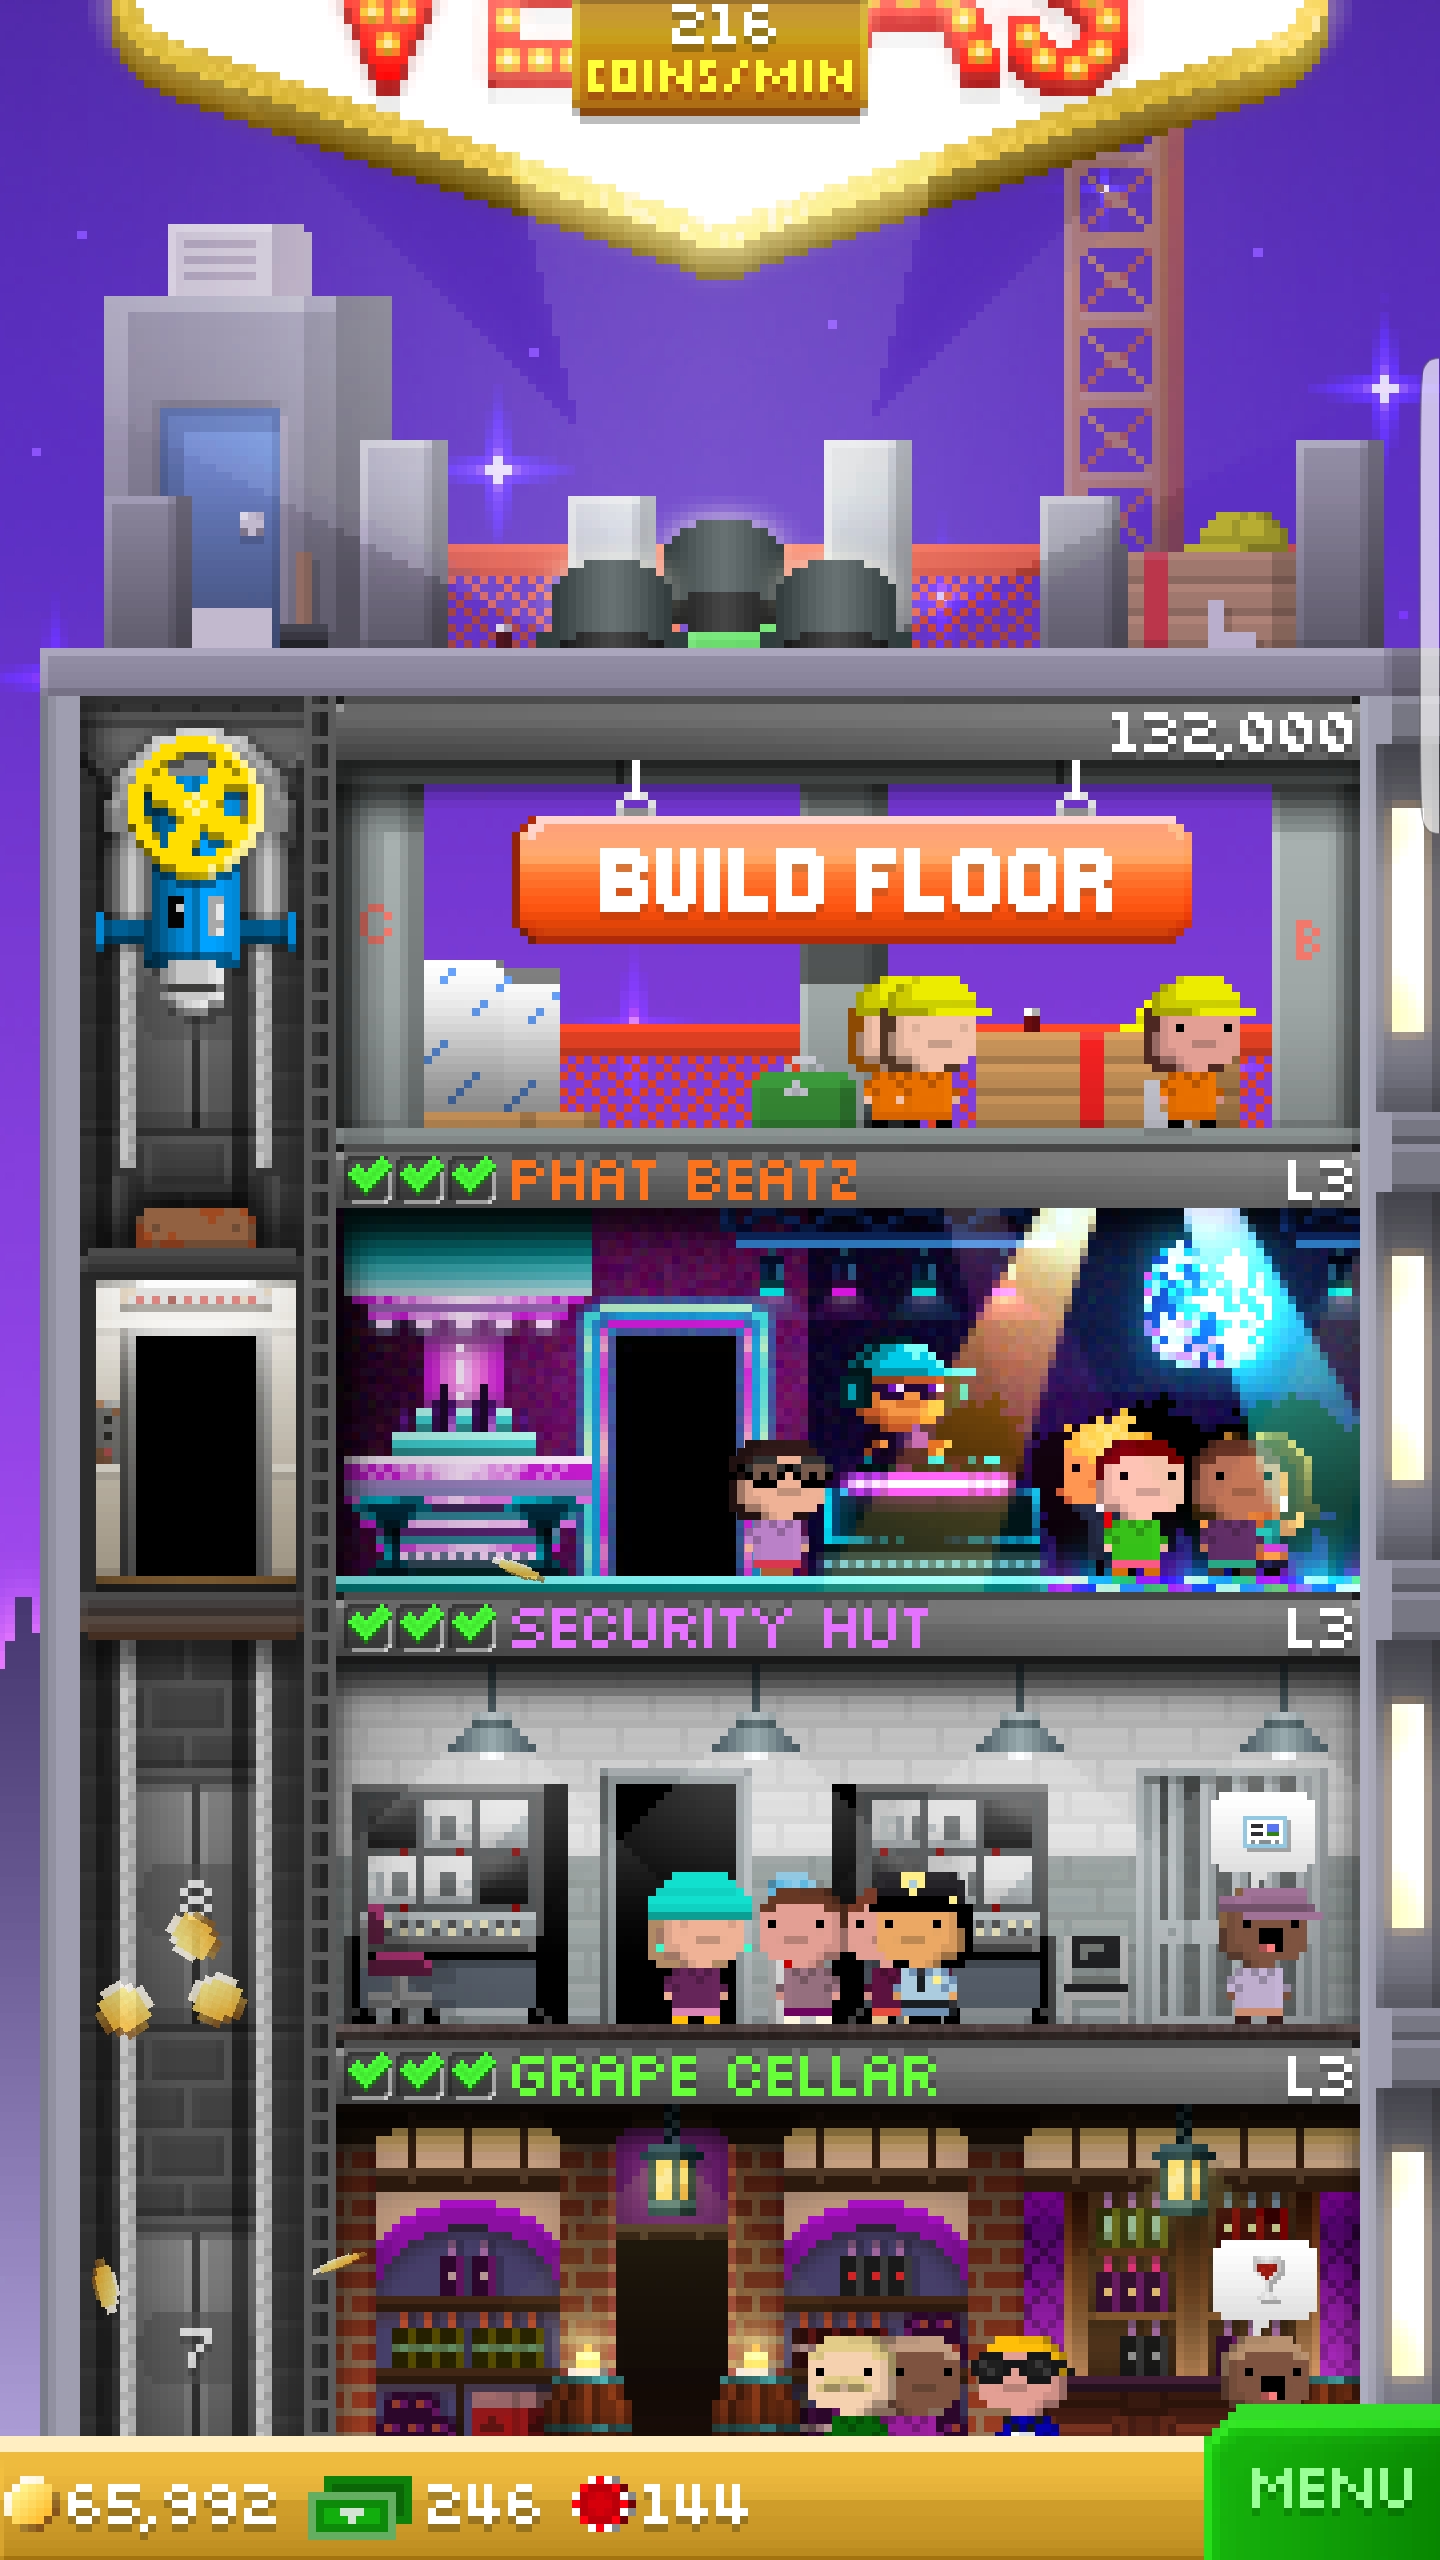 216
COINS/MIN
132,000
BUILD FLOOR
C
B
PHAT BEATZ L3
SECURITY HUT L3
GRAPE CELLAR L3
7
65,992 246 144
MENU